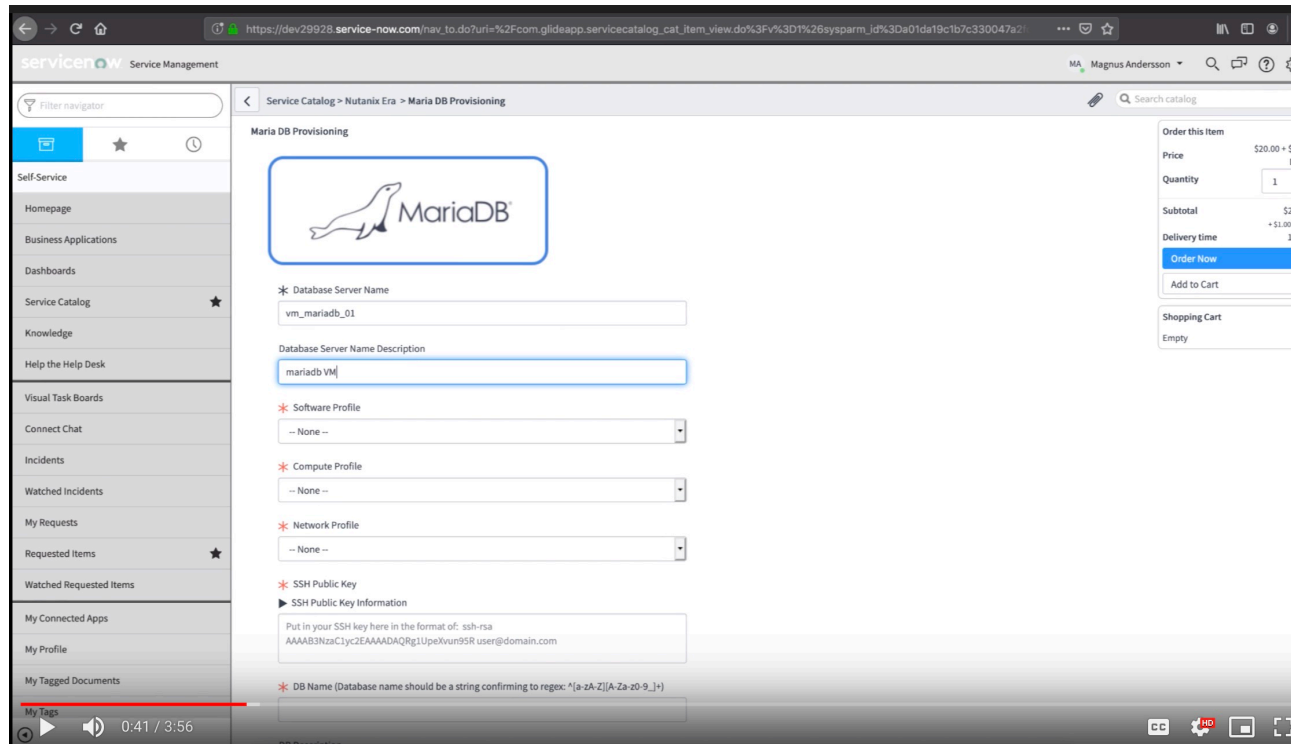 https://dev29928.service-now.com/nav_to.do?uri=%2Fcom.glideapp.servicecatalog_cat_item_view.do%3Fv%3D1%26sysparm_id%3Da01da19c1b7c330047a2
servicenow Service Management
MA Magnus Andersson
Filter navigator
Service Catalog > Nutanix Era > Maria DB Provisioning
Search catalog
Self-Service
Homepage
Business Applications
Dashboards
Service Catalog
Knowledge
Help the Help Desk
Visual Task Boards
Connect Chat
Incidents
Watched Incidents
My Requests
Requested Items
Watched Requested Items
My Connected Apps
My Profile
My Tagged Documents
My Tags
Maria DB Provisioning
MariaDB
* Database Server Name
vm_mariadb_01
Database Server Name Description
mariadb VM
* Software Profile
-- None --
* Compute Profile
-- None --
* Network Profile
-- None --
* SSH Public Key
SSH Public Key Information
Put in your SSH key here in the format of: ssh-rsa
AAAAB3NzaC1yc2EAAAADAQRg1UpeXvun95R user@domain.com
* DB Name (Database name should be a string confirming to regex: ^[a-zA-Z][A-Za-z0-9_]+)
DB Description
Order this Item
Price $20.00 + $
Quantity 1
Subtotal $2
+ $1.00
Delivery time 1
Order Now
Add to Cart
Shopping Cart
Empty
0:41 / 3:56
CC HD